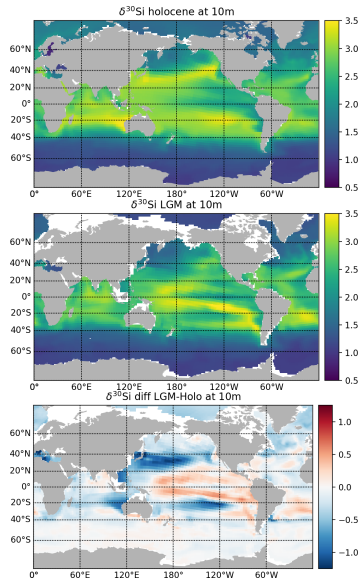 δ³⁰Si holocene at 10m
60°N
40°N
20°N
0°
20°S
40°S
60°S
0° 60°E 120°E 180° 120°W 60°W
3.5
3.0
2.5
2.0
1.5
1.0
0.5
δ³⁰Si LGM at 10m
60°N
40°N
20°N
0°
20°S
40°S
60°S
0° 60°E 120°E 180° 120°W 60°W
3.5
3.0
2.5
2.0
1.5
1.0
0.5
δ³⁰Si diff LGM-Holo at 10m
60°N
40°N
20°N
0°
20°S
40°S
60°S
0° 60°E 120°E 180° 120°W 60°W
1.0
0.5
0.0
−0.5
−1.0